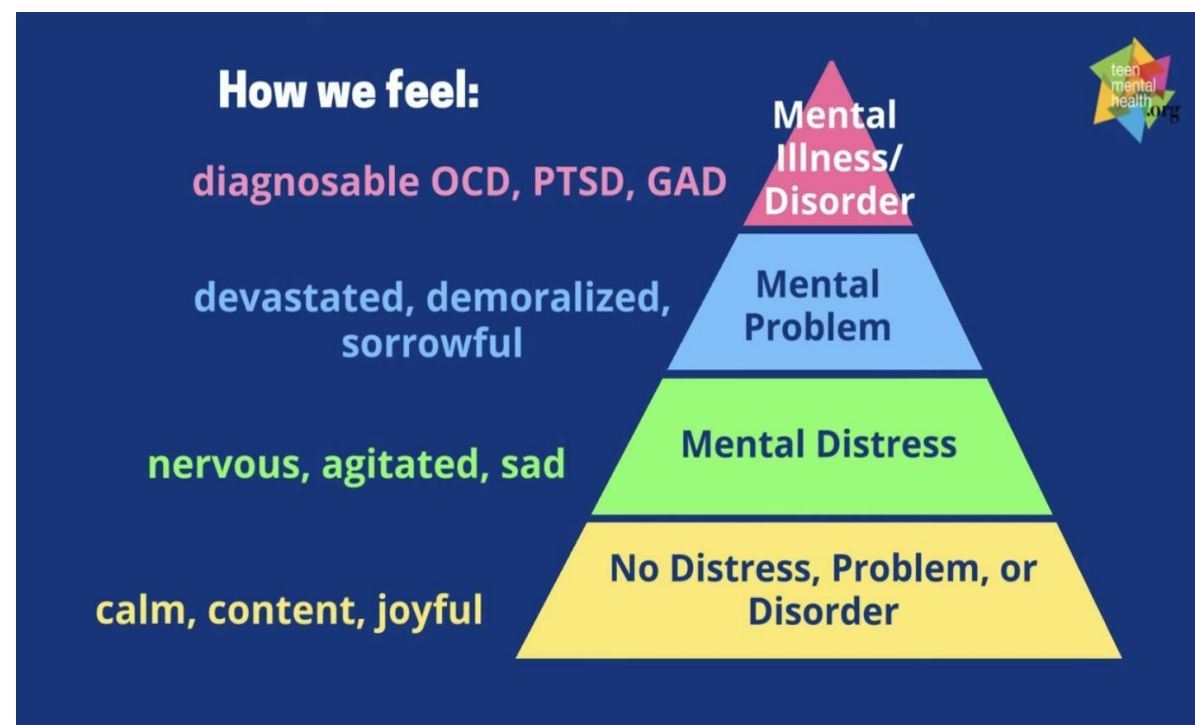 How we feel:
teen
mental
health
.org
diagnosable OCD, PTSD, GAD
Mental
Illness/
Disorder
devastated, demoralized,
sorrowful
Mental
Problem
nervous, agitated, sad
Mental Distress
calm, content, joyful
No Distress, Problem, or
Disorder